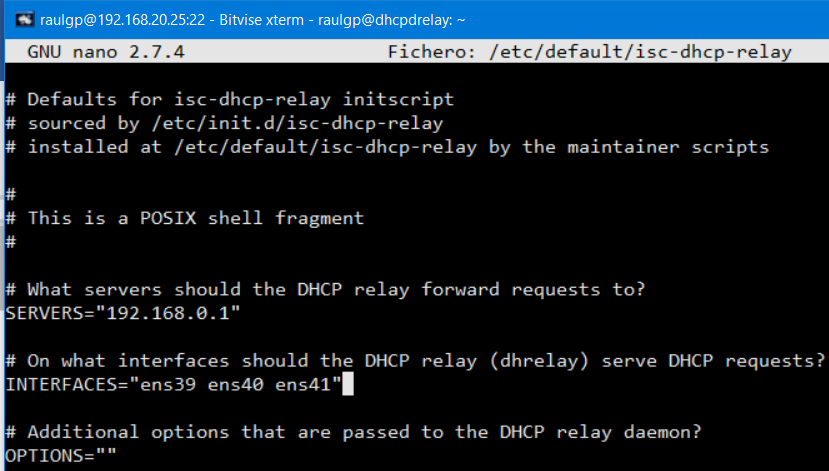 raulgp@192.168.20.25:22 - Bitvise xterm - raulgp@dhcpdrelay: ~
GNU nano 2.7.4 Fichero: /etc/default/isc-dhcp-relay
# Defaults for isc-dhcp-relay initscript
# sourced by /etc/init.d/isc-dhcp-relay
# installed at /etc/default/isc-dhcp-relay by the maintainer scripts
#
# This is a POSIX shell fragment
#
# What servers should the DHCP relay forward requests to?
SERVERS="192.168.0.1"
# On what interfaces should the DHCP relay (dhrelay) serve DHCP requests?
INTERFACES="ens39 ens40 ens41"
# Additional options that are passed to the DHCP relay daemon?
OPTIONS=""